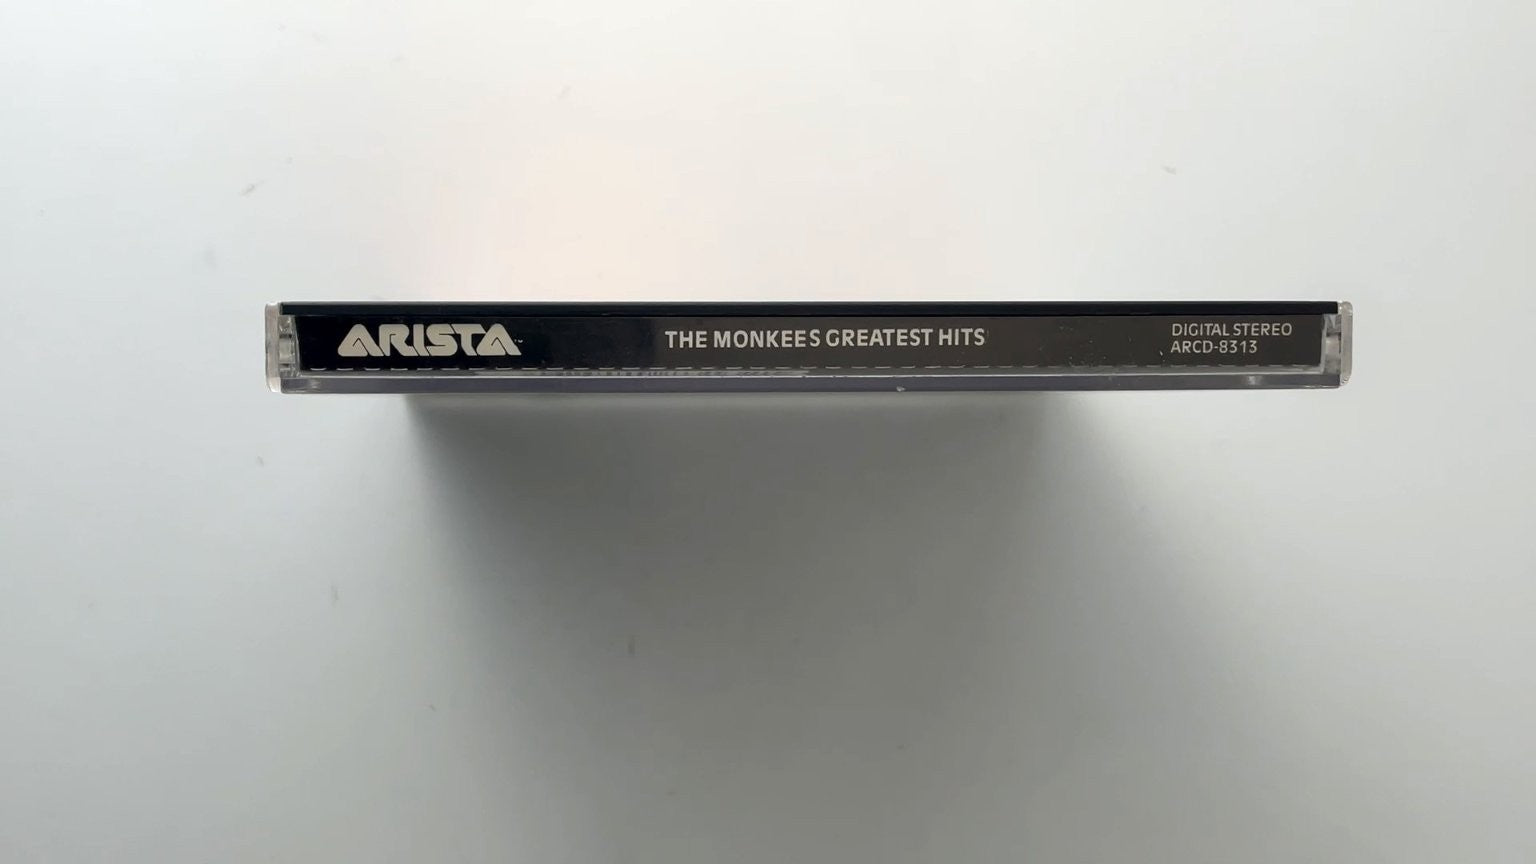 ARISTA
THE MONKEES GREATEST HITS
DIGITAL STEREO
ARCD-8313